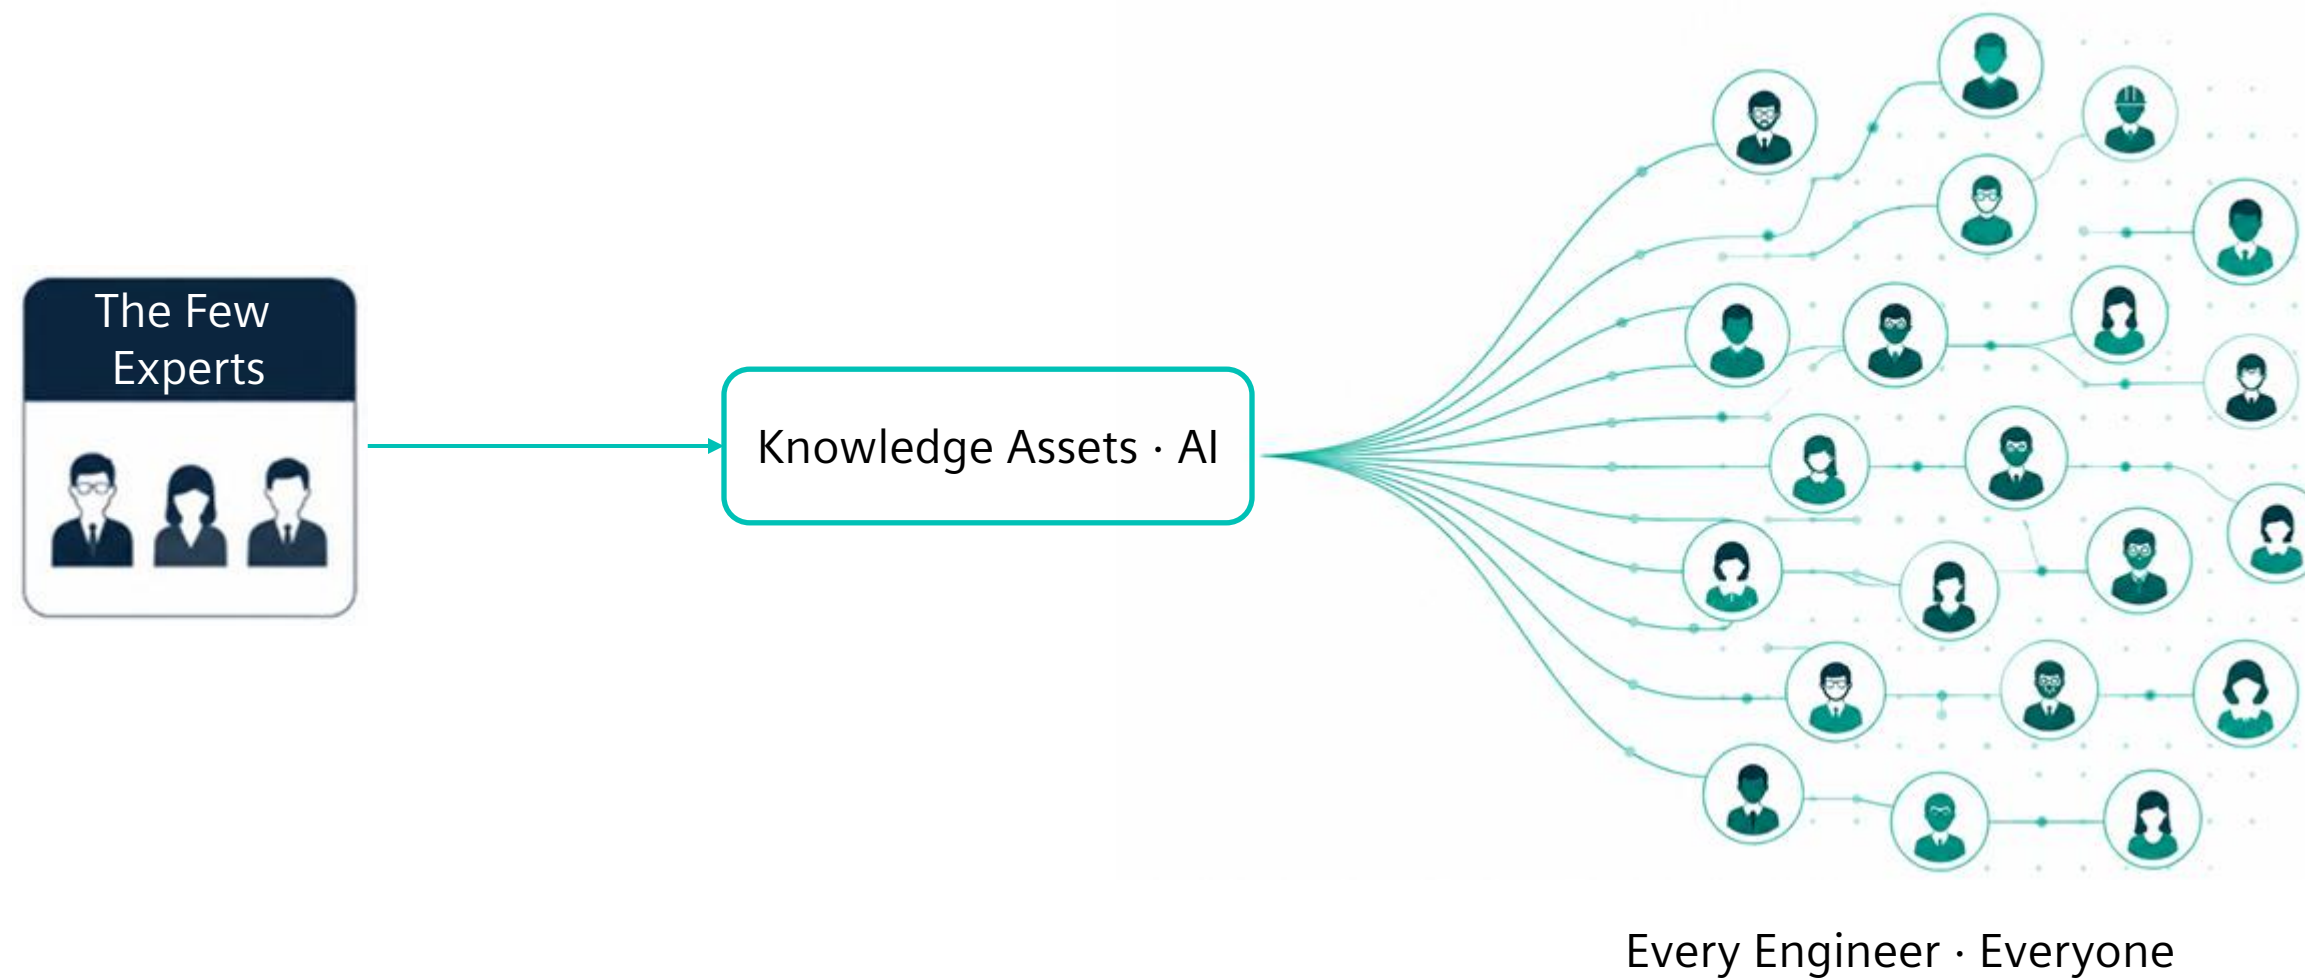 The Few
Experts
Knowledge Assets · AI
Every Engineer · Everyone